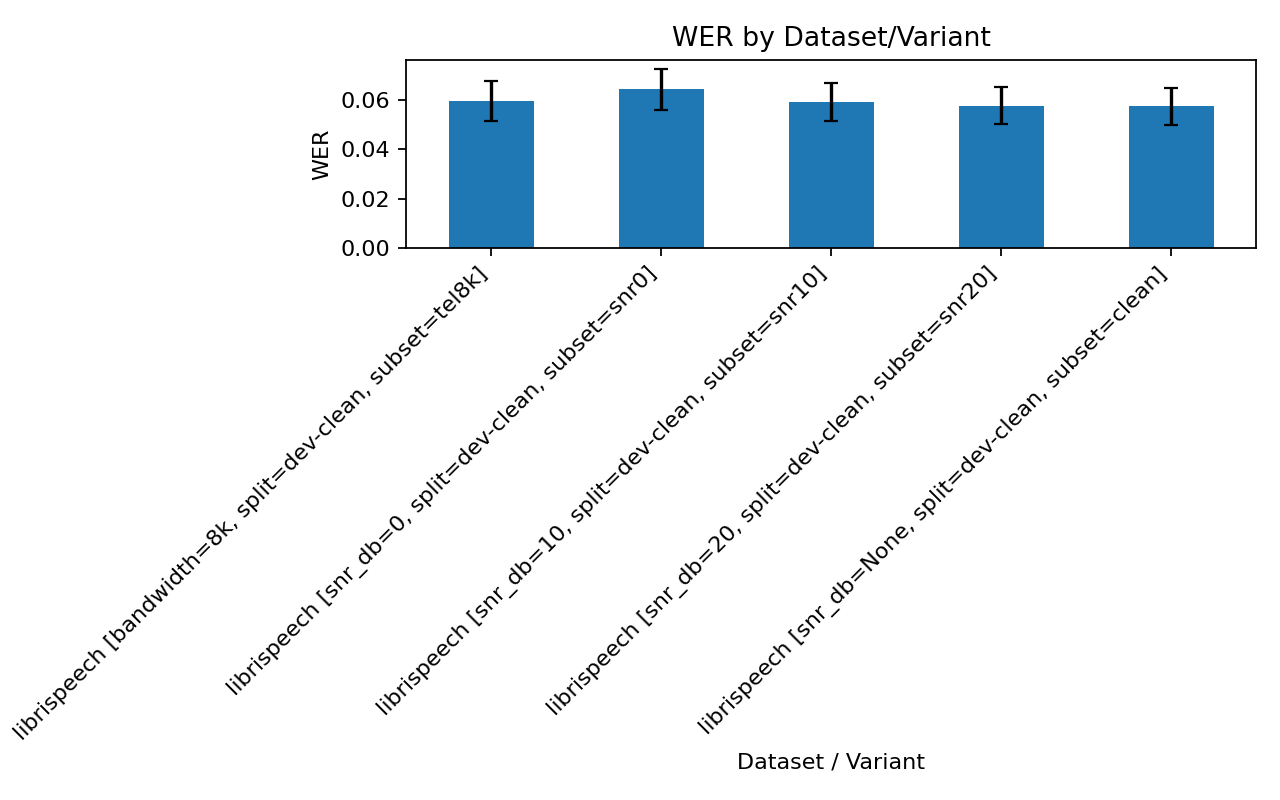 WER by Dataset/Variant
WER
0.06
0.04
0.02
0.00
librispeech [bandwidth=8k, split=dev-clean, subset=tel8k]
librispeech [snr_db=0, split=dev-clean, subset=snr0]
librispeech [snr_db=10, split=dev-clean, subset=snr10]
librispeech [snr_db=20, split=dev-clean, subset=snr20]
librispeech [snr_db=None, split=dev-clean, subset=clean]
Dataset / Variant